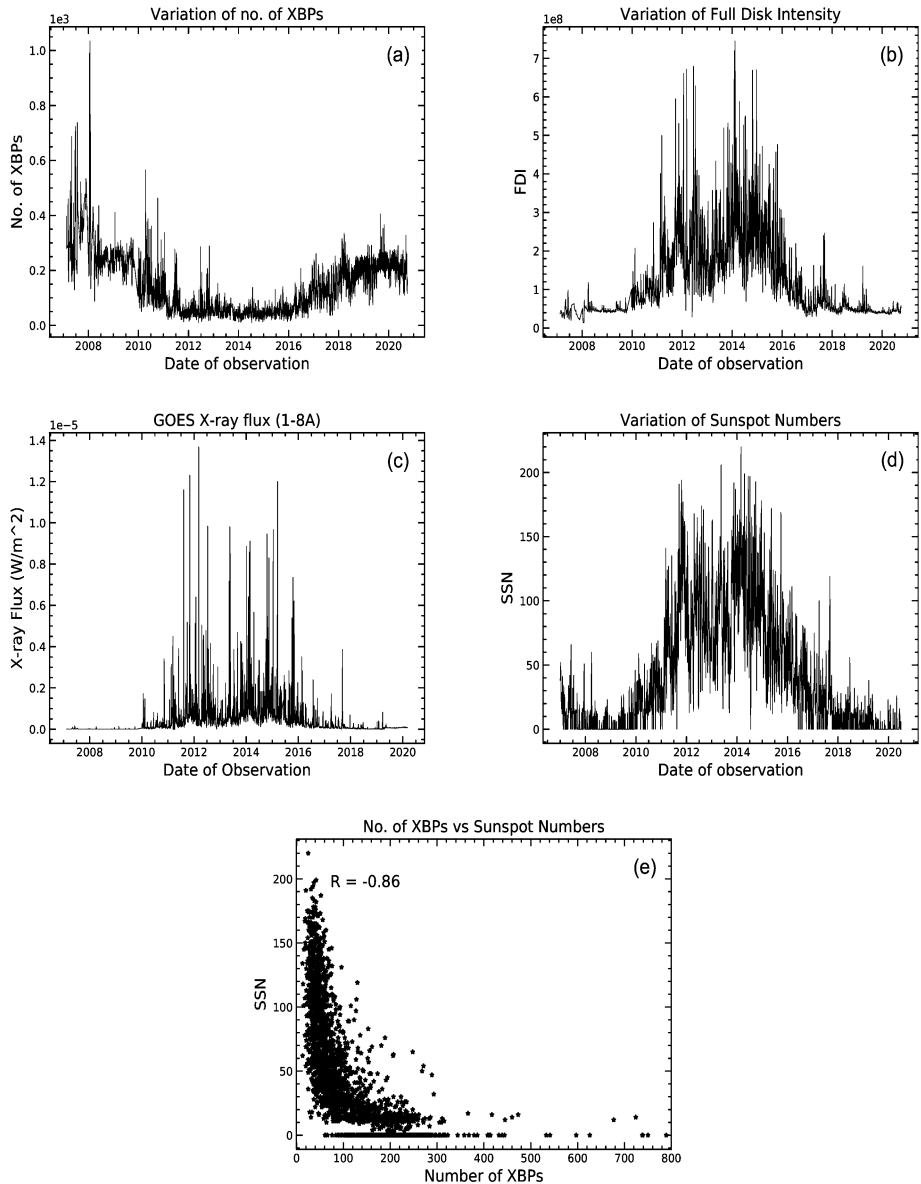 Variation of no. of XBPs
1e3
(a)
1.0
0.8
0.6
0.4
0.2
0.0
No. of XBPs
2008 2010 2012 2014 2016 2018 2020
Date of observation
Variation of Full Disk Intensity
1e8
(b)
7
6
5
4
3
2
1
0
FDI
2008 2010 2012 2014 2016 2018 2020
Date of observation
GOES X-ray flux (1-8A)
1e−5
(c)
1.4
1.2
1.0
0.8
0.6
0.4
0.2
0.0
X-ray Flux (W/m^2)
2008 2010 2012 2014 2016 2018 2020
Date of Observation
Variation of Sunspot Numbers
(d)
200
150
100
50
0
SSN
2008 2010 2012 2014 2016 2018 2020
Date of observation
No. of XBPs vs Sunspot Numbers
(e)
R = -0.86
200
150
100
50
0
SSN
0 100 200 300 400 500 600 700 800
Number of XBPs